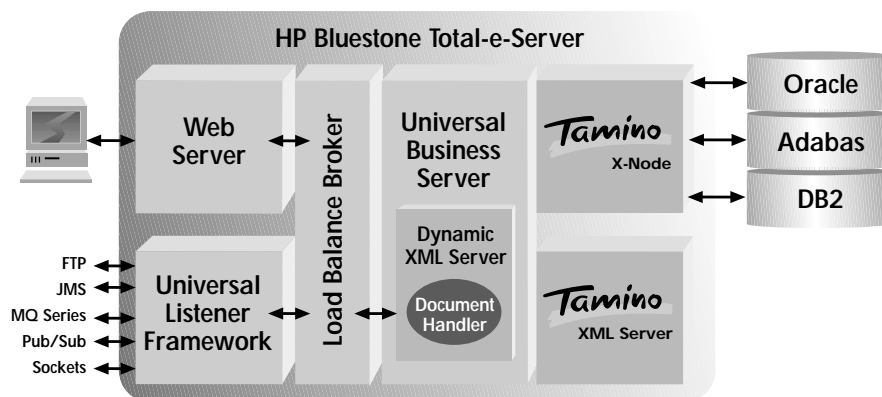 HP Bluestone Total-e-Server
Web
Server
Load Balance Broker
Universal
Business
Server
Dynamic
XML Server
Document
Handler
Tamino
X-Node
Oracle
Adabas
DB2
FTP
JMS
MQ Series
Pub/Sub
Sockets
Universal
Listener
Framework
Tamino
XML Server